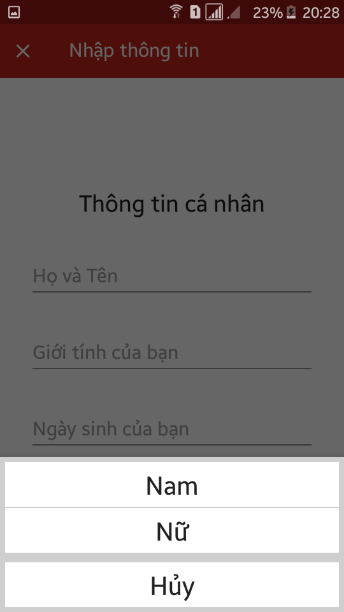 1 23% 20:28
Nhập thông tin
Thông tin cá nhân
Họ và Tên
Giới tính của bạn
Ngày sinh của bạn
Nam
Nữ
Hủy